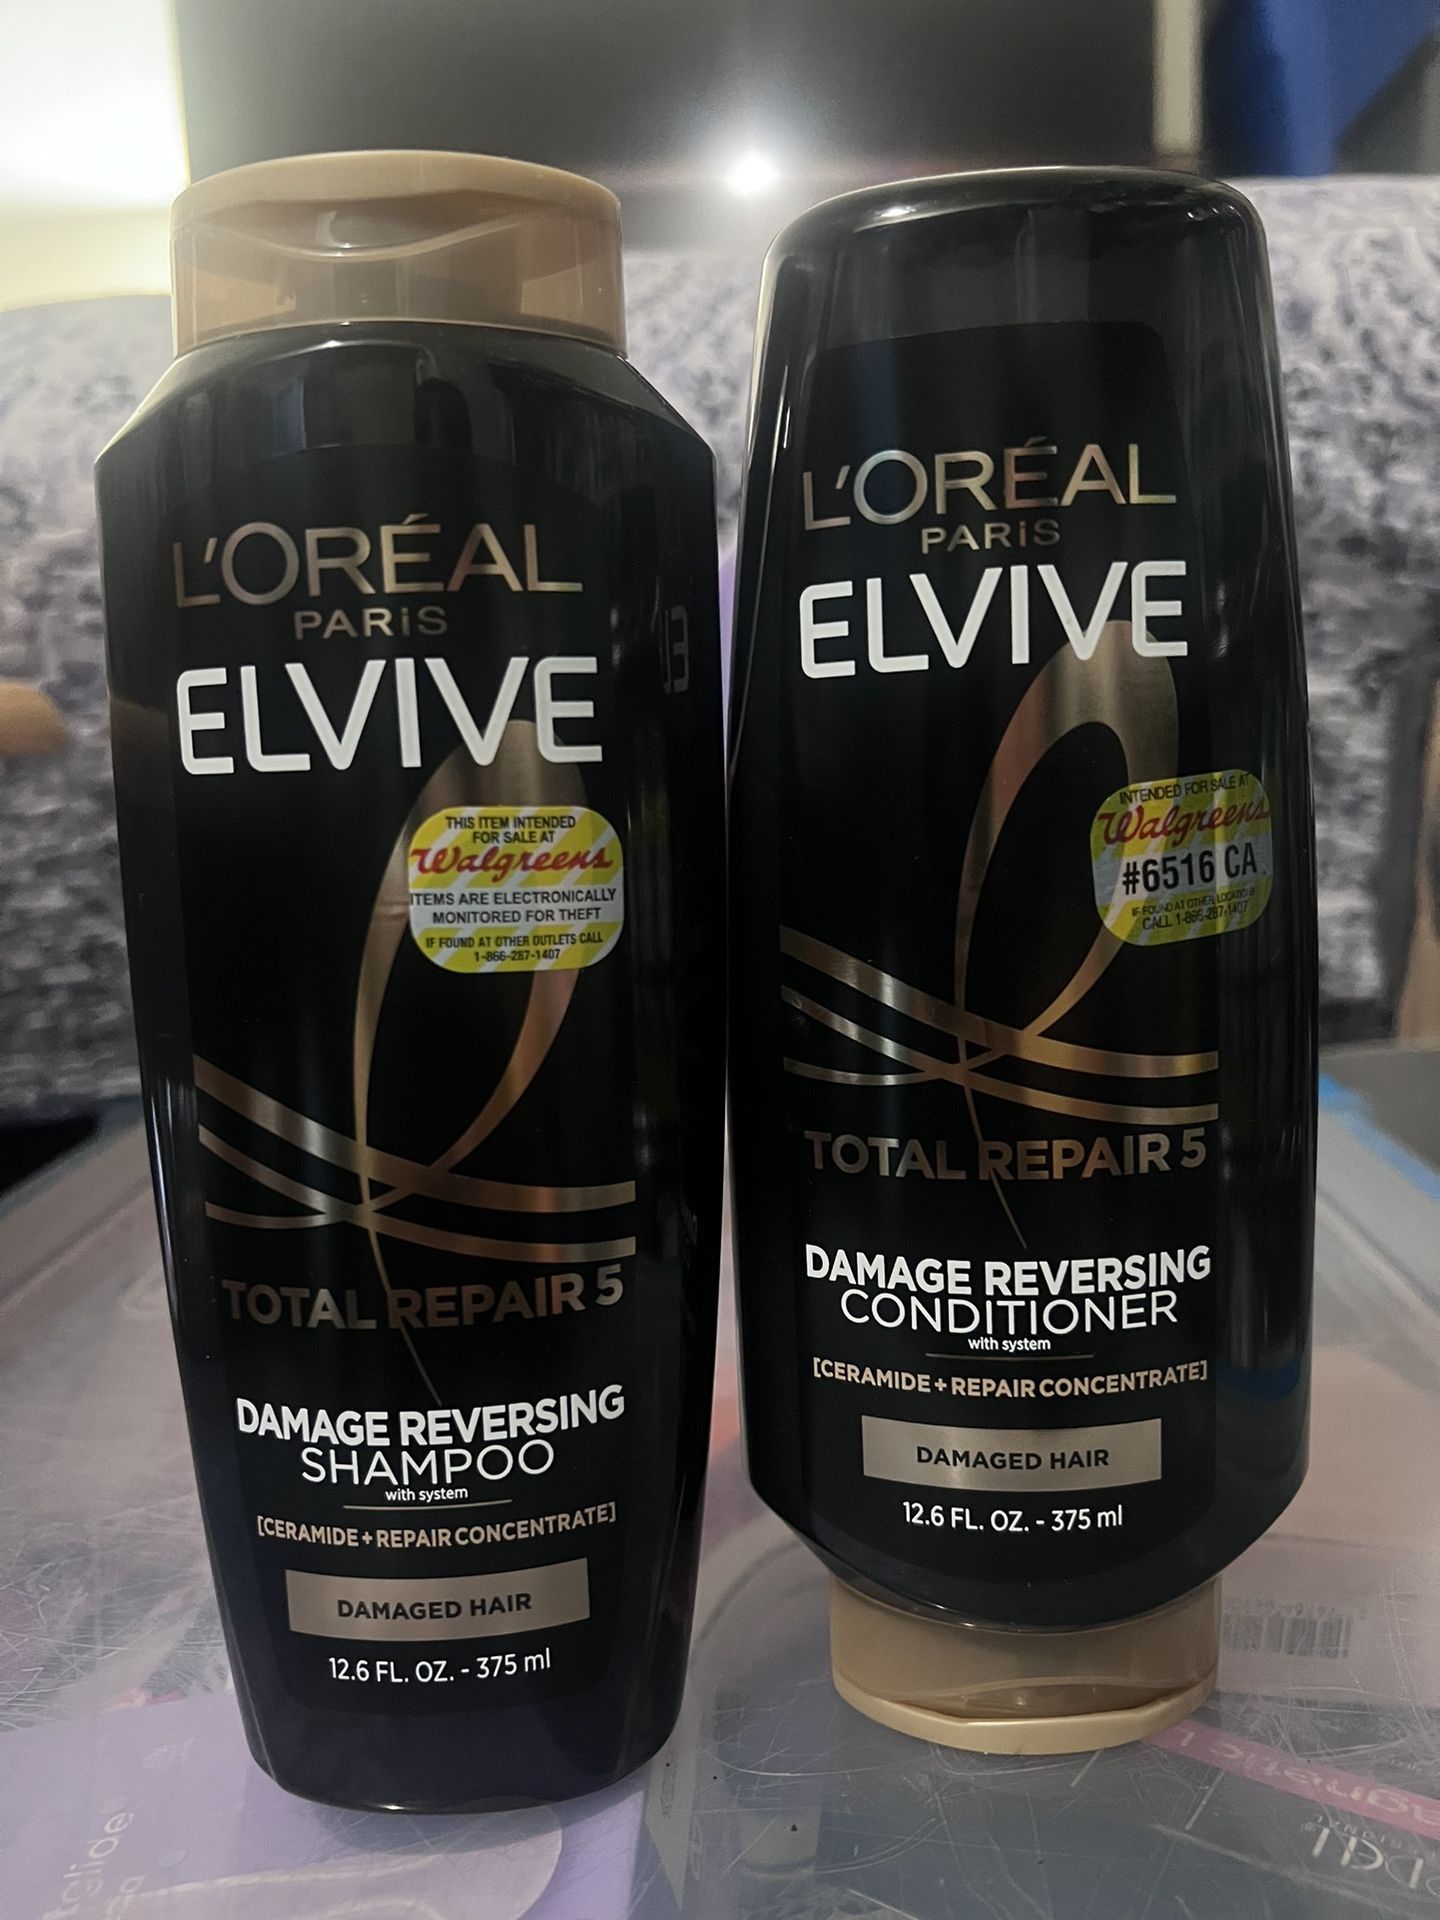 L'ORÉAL
PARIS
ELVIVE
THIS ITEM INTENDED
FOR SALE AT
Walgreens
ITEMS ARE ELECTRONICALLY
MONITORED FOR THEFT
IF FOUND AT OTHER OUTLETS CALL
1-866-287-1407
TOTAL REPAIR 5
DAMAGE REVERSING
SHAMPOO
with system
[CERAMIDE + REPAIR CONCENTRATE]
DAMAGED HAIR
12.6 FL. OZ. - 375 ml
L'ORÉAL
PARIS
ELVIVE
INTENDED FOR SALE AT
Walgreens
#6516 CA
IF FOUND AT OTHER LOCATIONS
CALL 1-866-287-1407
TOTAL REPAIR 5
DAMAGE REVERSING
CONDITIONER
with system
[CERAMIDE + REPAIR CONCENTRATE]
DAMAGED HAIR
12.6 FL. OZ. - 375 ml